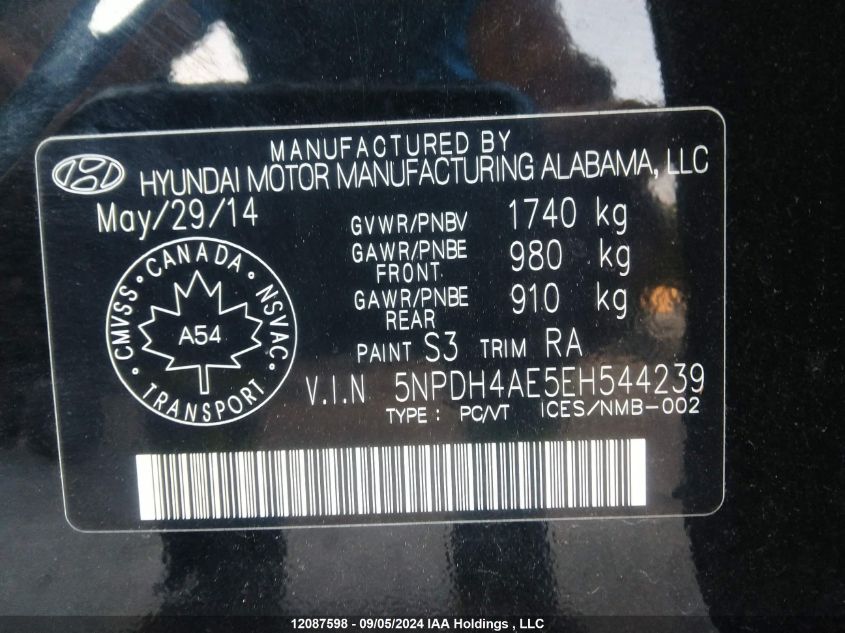 MANUFACTURED BY
HYUNDAI MOTOR MANUFACTURING ALABAMA, LLC
May/29/14
GVWR/PNBV 1740 kg
GAWR/PNBE FRONT 980 kg
GAWR/PNBE REAR 910 kg
PAINT S3 TRIM RA
V.I.N 5NPDH4AE5EH544239
TYPE : PC/VT ICES/NMB-002
CMVSS · CANADA · NSVAC
A54
· TRANSPORT ·
12087598 - 09/05/2024 IAA Holdings , LLC